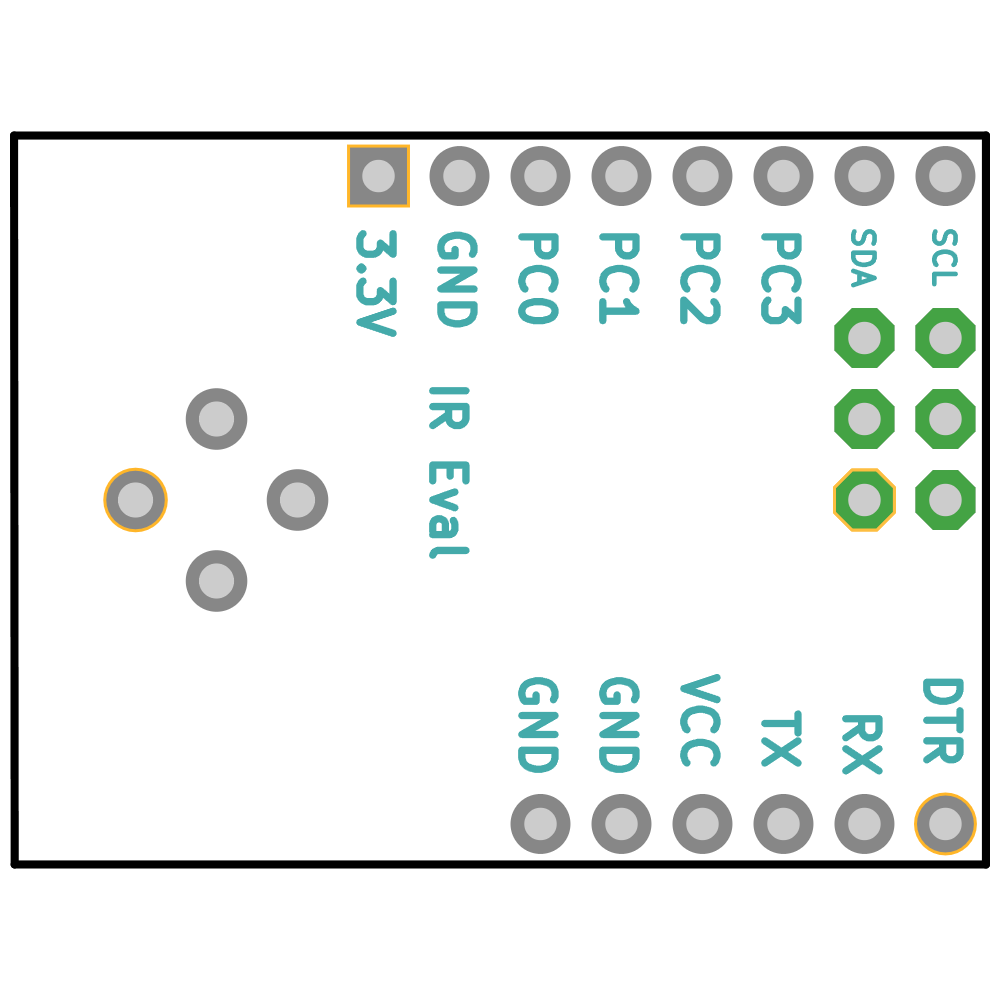 3.3V
GND
PC0
PC1
PC2
PC3
SDA
SCL
IR Eval
GND
GND
VCC
TX
RX
DTR